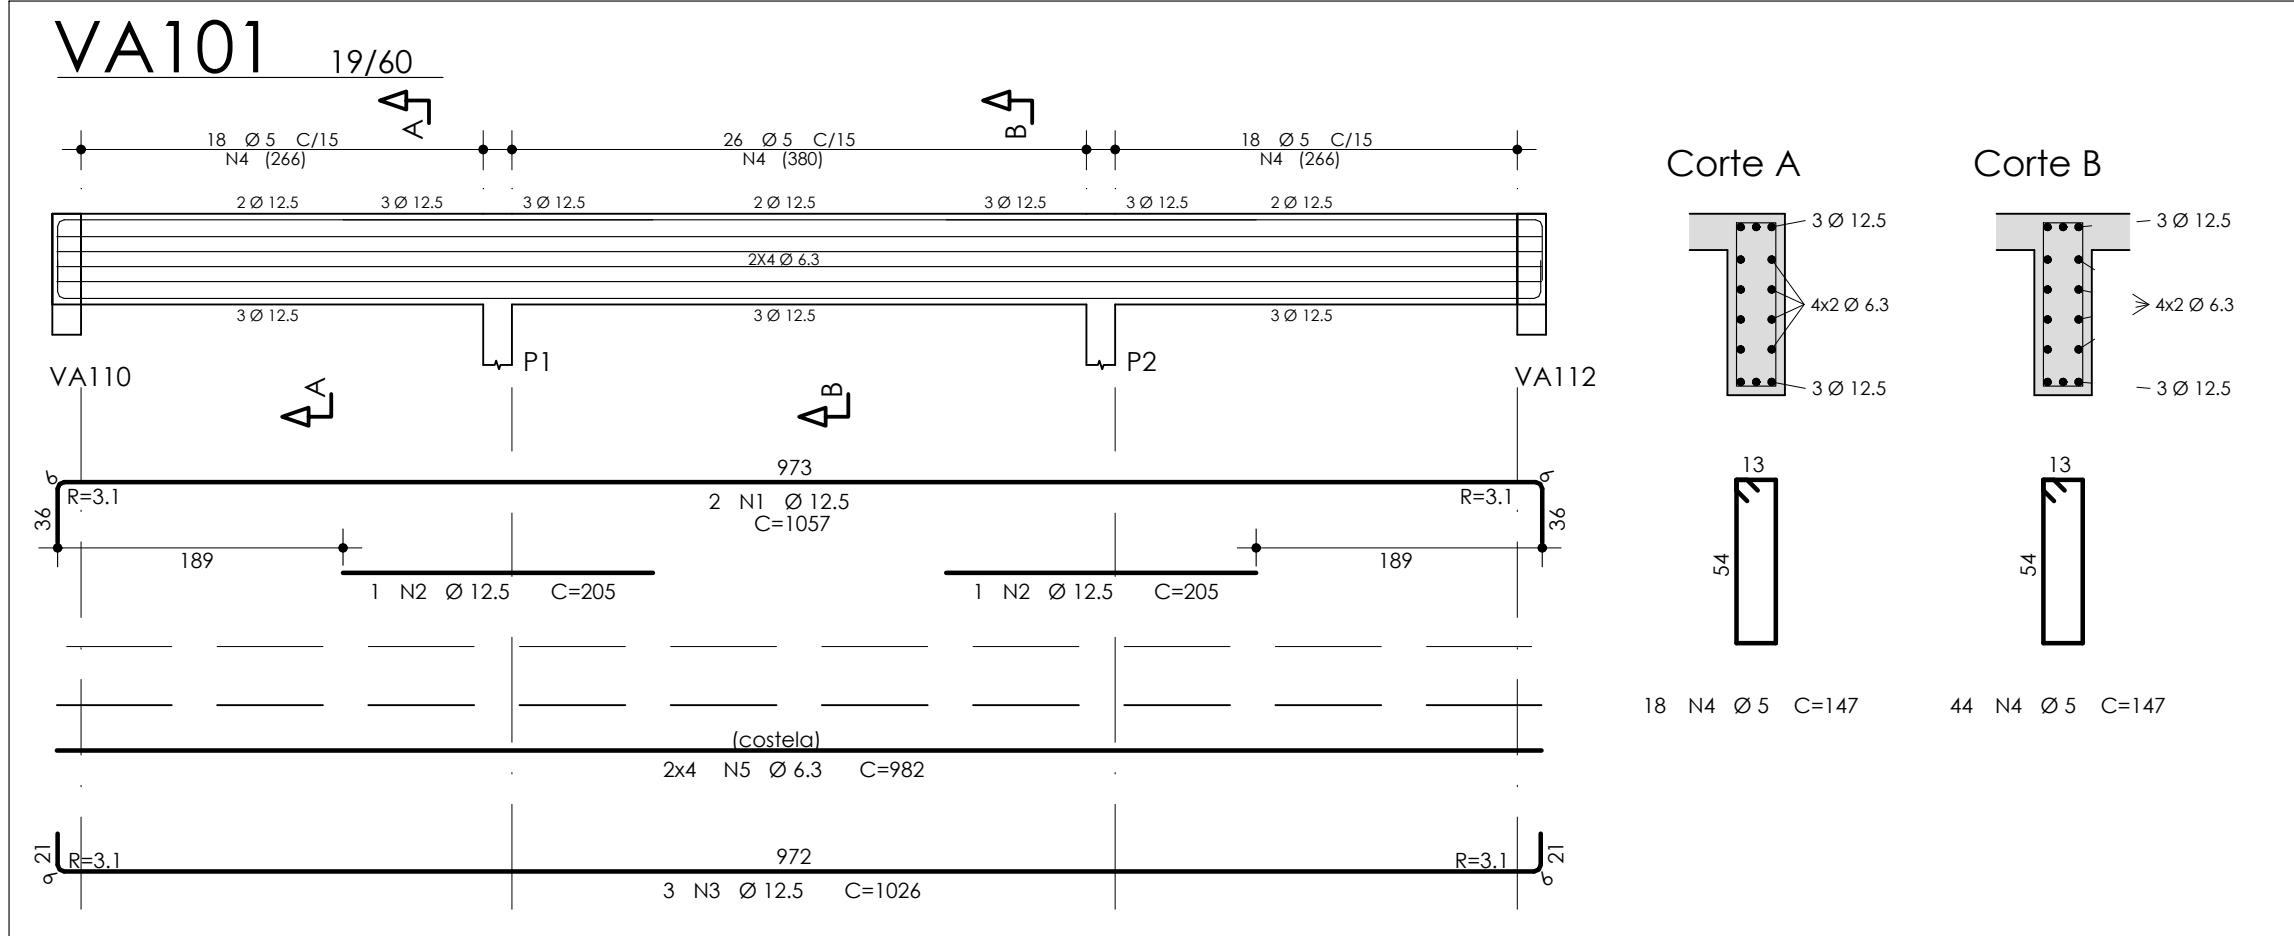 VA101 19/60
A B
18 Ø 5 C/15 26 Ø 5 C/15 18 Ø 5 C/15
N4 (266) N4 (380) N4 (266)
Corte A Corte B
2 Ø 12.5 3 Ø 12.5 3 Ø 12.5 2 Ø 12.5 3 Ø 12.5 3 Ø 12.5 2 Ø 12.5
3 Ø 12.5 3 Ø 12.5
2X4 Ø 6.3
4x2 Ø 6.3 4x2 Ø 6.3
3 Ø 12.5 3 Ø 12.5 3 Ø 12.5
P1 P2
VA110 VA112
3 Ø 12.5 3 Ø 12.5
A B
973
9 9
R=3.1 R=3.1
2 N1 Ø 12.5
C=1057
36 36
189 189
1 N2 Ø 12.5 C=205 1 N2 Ø 12.5 C=205
13 13
54 54
18 N4 Ø 5 C=147 44 N4 Ø 5 C=147
(costela)
2x4 N5 Ø 6.3 C=982
21 21
R=3.1 972 R=3.1
9 9
3 N3 Ø 12.5 C=1026